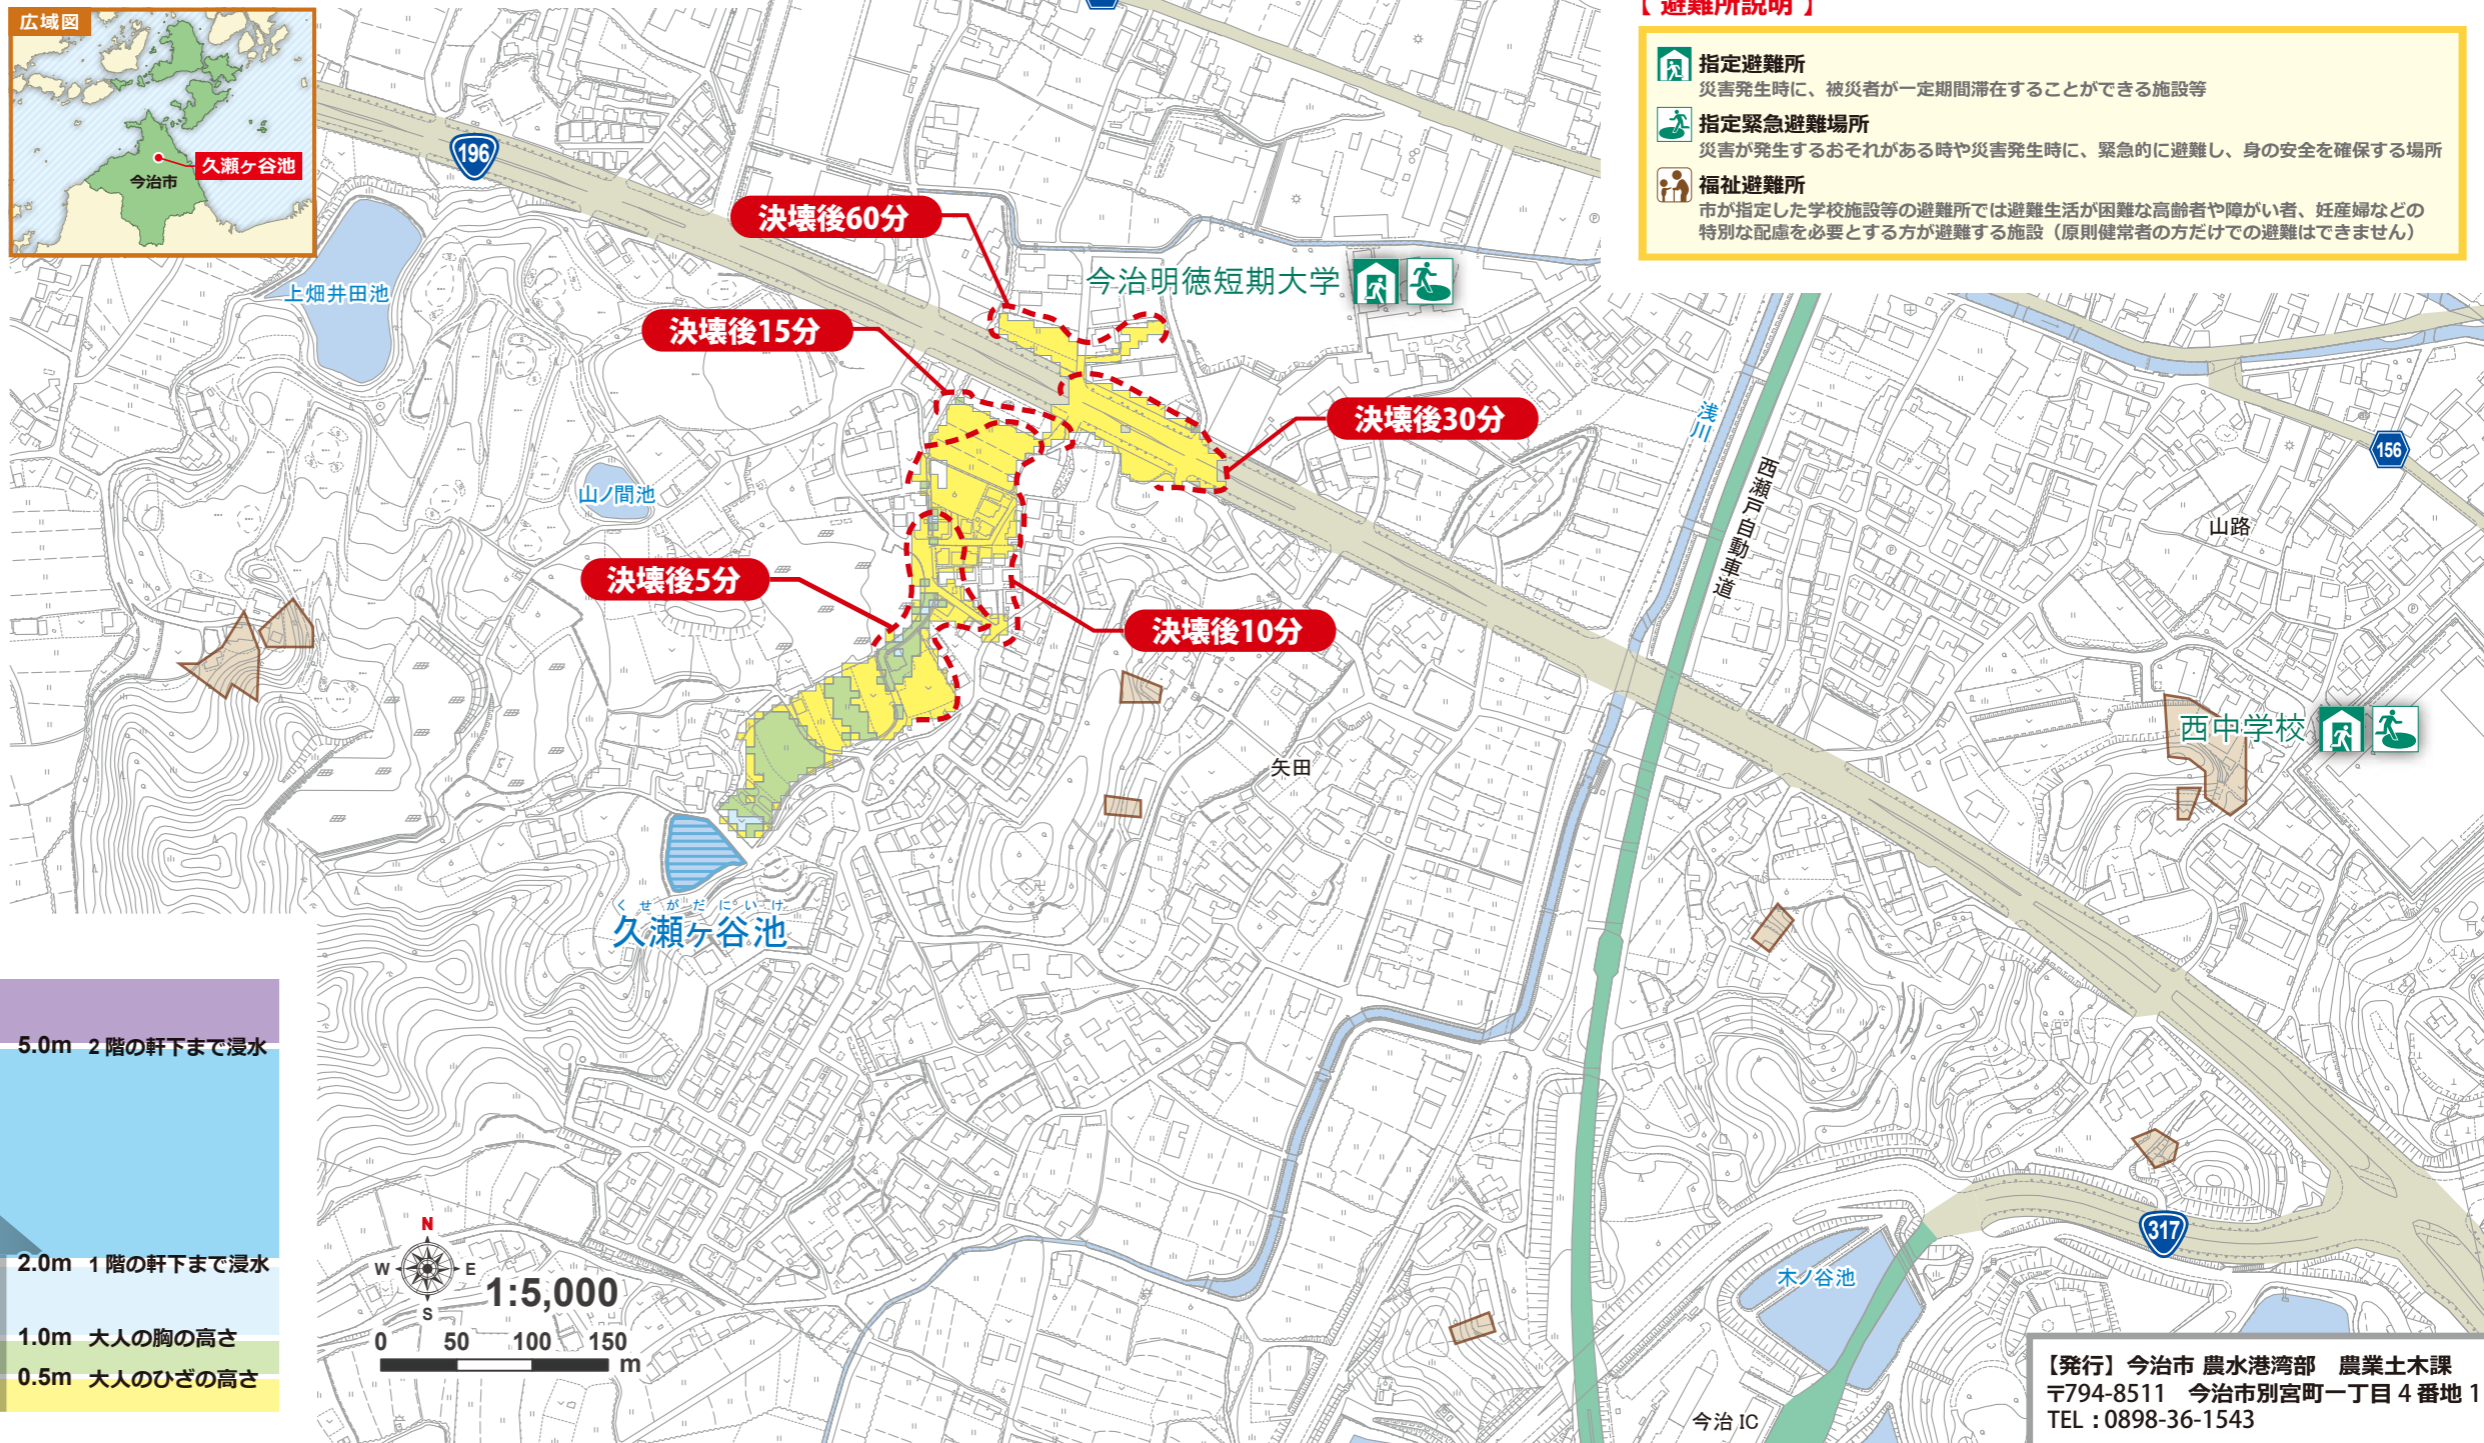 広域図
今治市
久瀬ヶ谷池
【 避難所説明 】
指定避難所
災害発生時に、被災者が一定期間滞在することができる施設等
指定緊急避難場所
災害が発生するおそれがある時や災害発生時に、緊急的に避難し、身の安全を確保する場所
福祉避難所
市が指定した学校施設等の避難所では避難生活が困難な高齢者や障がい者、妊産婦などの
特別な配慮を必要とする方が避難する施設（原則健常者の方だけでの避難はできません）
196
決壊後60分
今治明徳短期大学
上畑井田池
決壊後15分
決壊後30分
浅川
156
西瀬戸自動車道
山ノ間池
山路
決壊後5分
決壊後10分
西中学校
矢田
くせがだにいけ
久瀬ヶ谷池
5.0m 2階の軒下まで浸水
2.0m 1階の軒下まで浸水
1.0m 大人の胸の高さ
0.5m 大人のひざの高さ
N
W
E
S
1:5,000
0 50 100 150
m
317
木ノ谷池
今治 IC
【発行】今治市 農水港湾部　農業土木課
〒794-8511　今治市別宮町一丁目4番地1
TEL：0898-36-1543